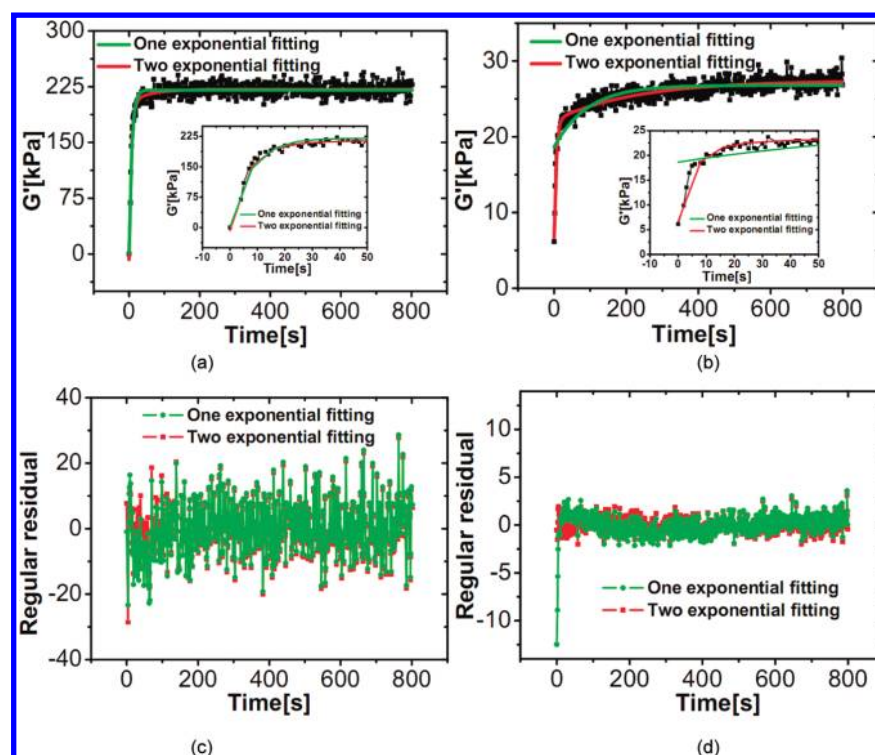 300
225
150
75
0
G'[kPa]
One exponential fitting
Two exponential fitting
225
150
75
0
G'[kPa]
One exponential fitting
Two exponential fitting
-10 0 10 20 30 40 50
Time[s]
0 200 400 600 800
Time[s]
(a)
30
20
10
0
G'[kPa]
One exponential fitting
Two exponential fitting
25
20
15
10
5
0
G'[kPa]
One exponential fitting
Two exponential fitting
0 10 20 30 40 50
Time[s]
0 200 400 600 800
Time[s]
(b)
40
20
0
-20
-40
Regular residual
One exponential fitting
Two exponential fitting
0 200 400 600 800
Time[s]
(c)
10
5
0
-5
-10
Regular residual
One exponential fitting
Two exponential fitting
0 200 400 600 800
Time[s]
(d)